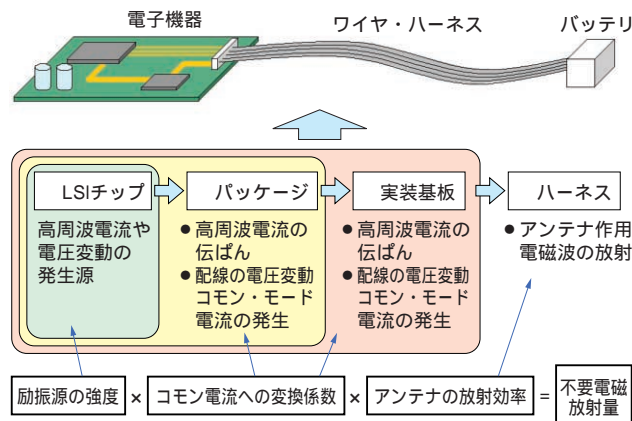 電子機器
ワイヤ・ハーネス
バッテリ
LSIチップ
パッケージ
実装基板
ハーネス
高周波電流や
電圧変動の
発生源
● 高周波電流の
伝ぱん
● 配線の電圧変動
コモン・モード
電流の発生
● 高周波電流の
伝ぱん
● 配線の電圧変動
コモン・モード
電流の発生
● アンテナ作用
電磁波の放射
励振源の強度 × コモン電流への変換係数 × アンテナの放射効率 = 不要電磁
放射量